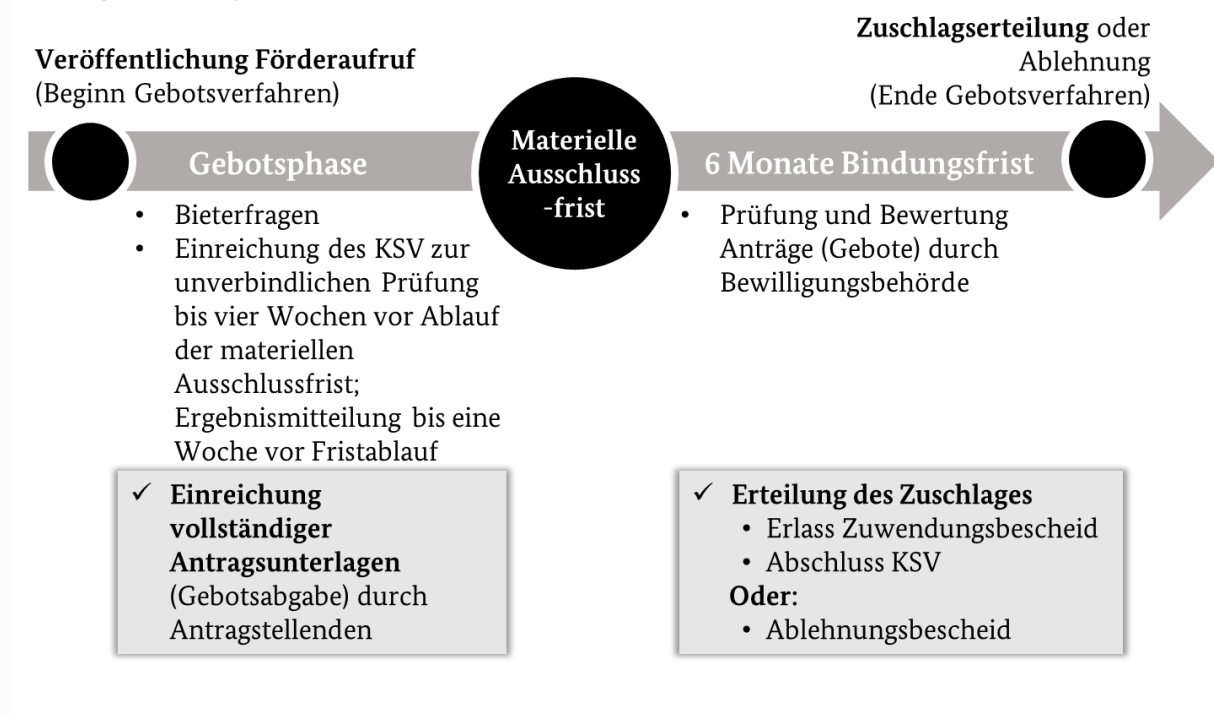 Veröffentlichung Förderaufruf
(Beginn Gebotsverfahren)
Zuschlagserteilung oder
Ablehnung
(Ende Gebotsverfahren)
Gebotsphase
Materielle
Ausschluss
-frist
6 Monate Bindungsfrist
• Bieterfragen
• Einreichung des KSV zur
unverbindlichen Prüfung
bis vier Wochen vor Ablauf
der materiellen
Ausschlussfrist;
Ergebnismitteilung bis eine
Woche vor Fristablauf
• Prüfung und Bewertung
Anträge (Gebote) durch
Bewilligungsbehörde
✓ Einreichung
vollständiger
Antragsunterlagen
(Gebotsabgabe) durch
Antragstellenden
✓ Erteilung des Zuschlages
• Erlass Zuwendungsbescheid
• Abschluss KSV
Oder:
• Ablehnungsbescheid